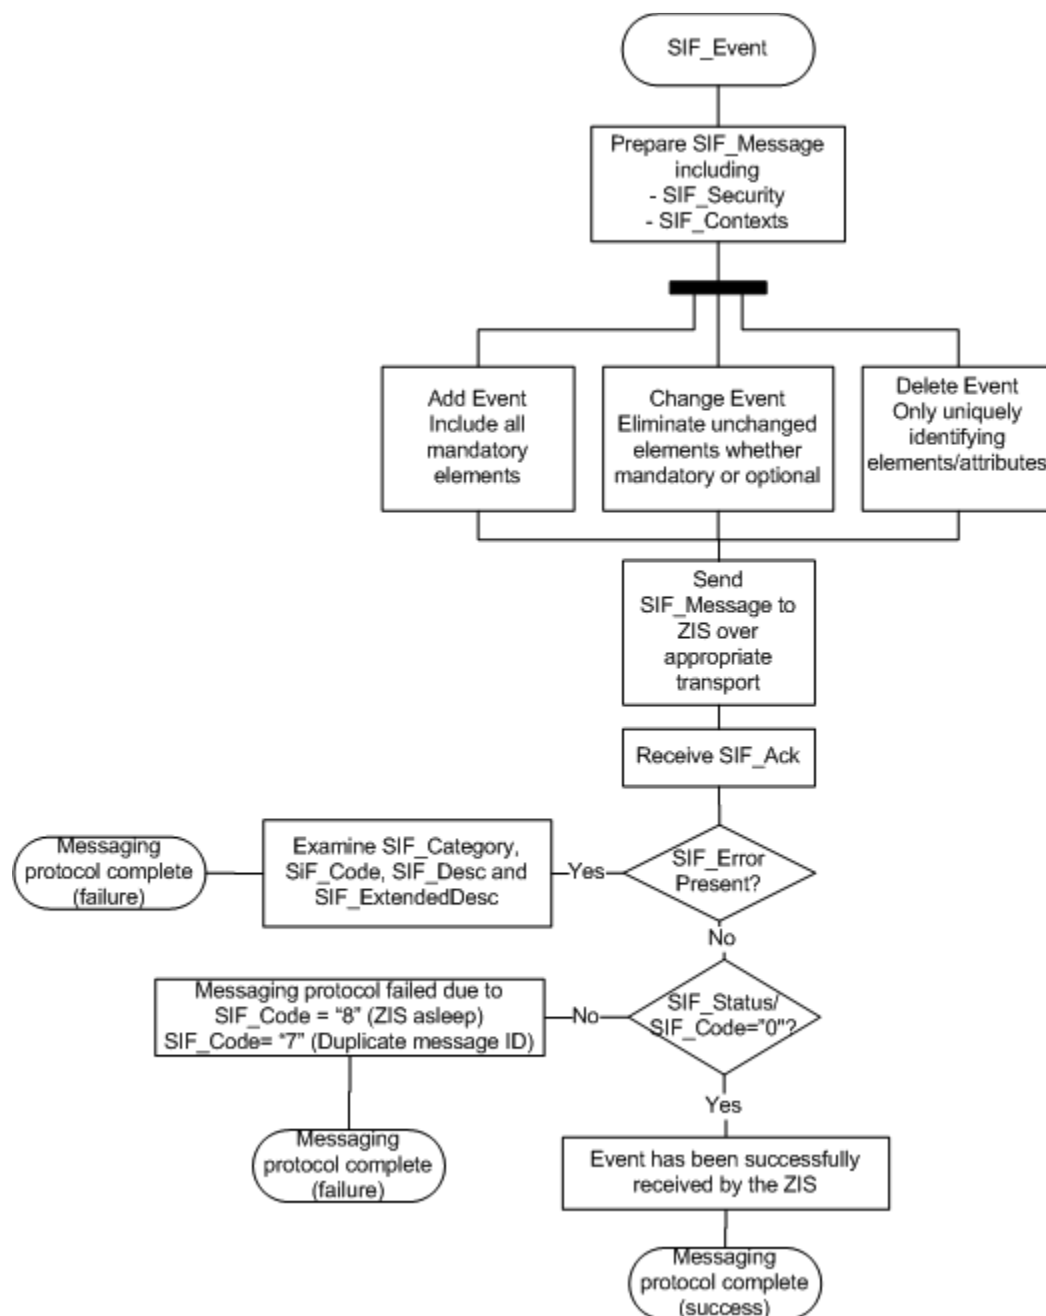 SIF_Event
Prepare SIF_Message
including
- SIF_Security
- SIF_Contexts
Add Event
Include all
mandatory
elements
Change Event
Eliminate unchanged
elements whether
mandatory or optional
Delete Event
Only uniquely
identifying
elements/attributes
Send
SIF_Message to
ZIS over
appropriate
transport
Receive SIF_Ack
SIF_Error
Present?
Yes
Examine SIF_Category,
SiF_Code, SIF_Desc and
SIF_ExtendedDesc
Messaging
protocol complete
(failure)
No
SIF_Status/
SIF_Code="0"?
No
Messaging protocol failed due to
SIF_Code = “8” (ZIS asleep)
SIF_Code= “7” (Duplicate message ID)
Messaging
protocol complete
(failure)
Yes
Event has been successfully
received by the ZIS
Messaging
protocol complete
(success)